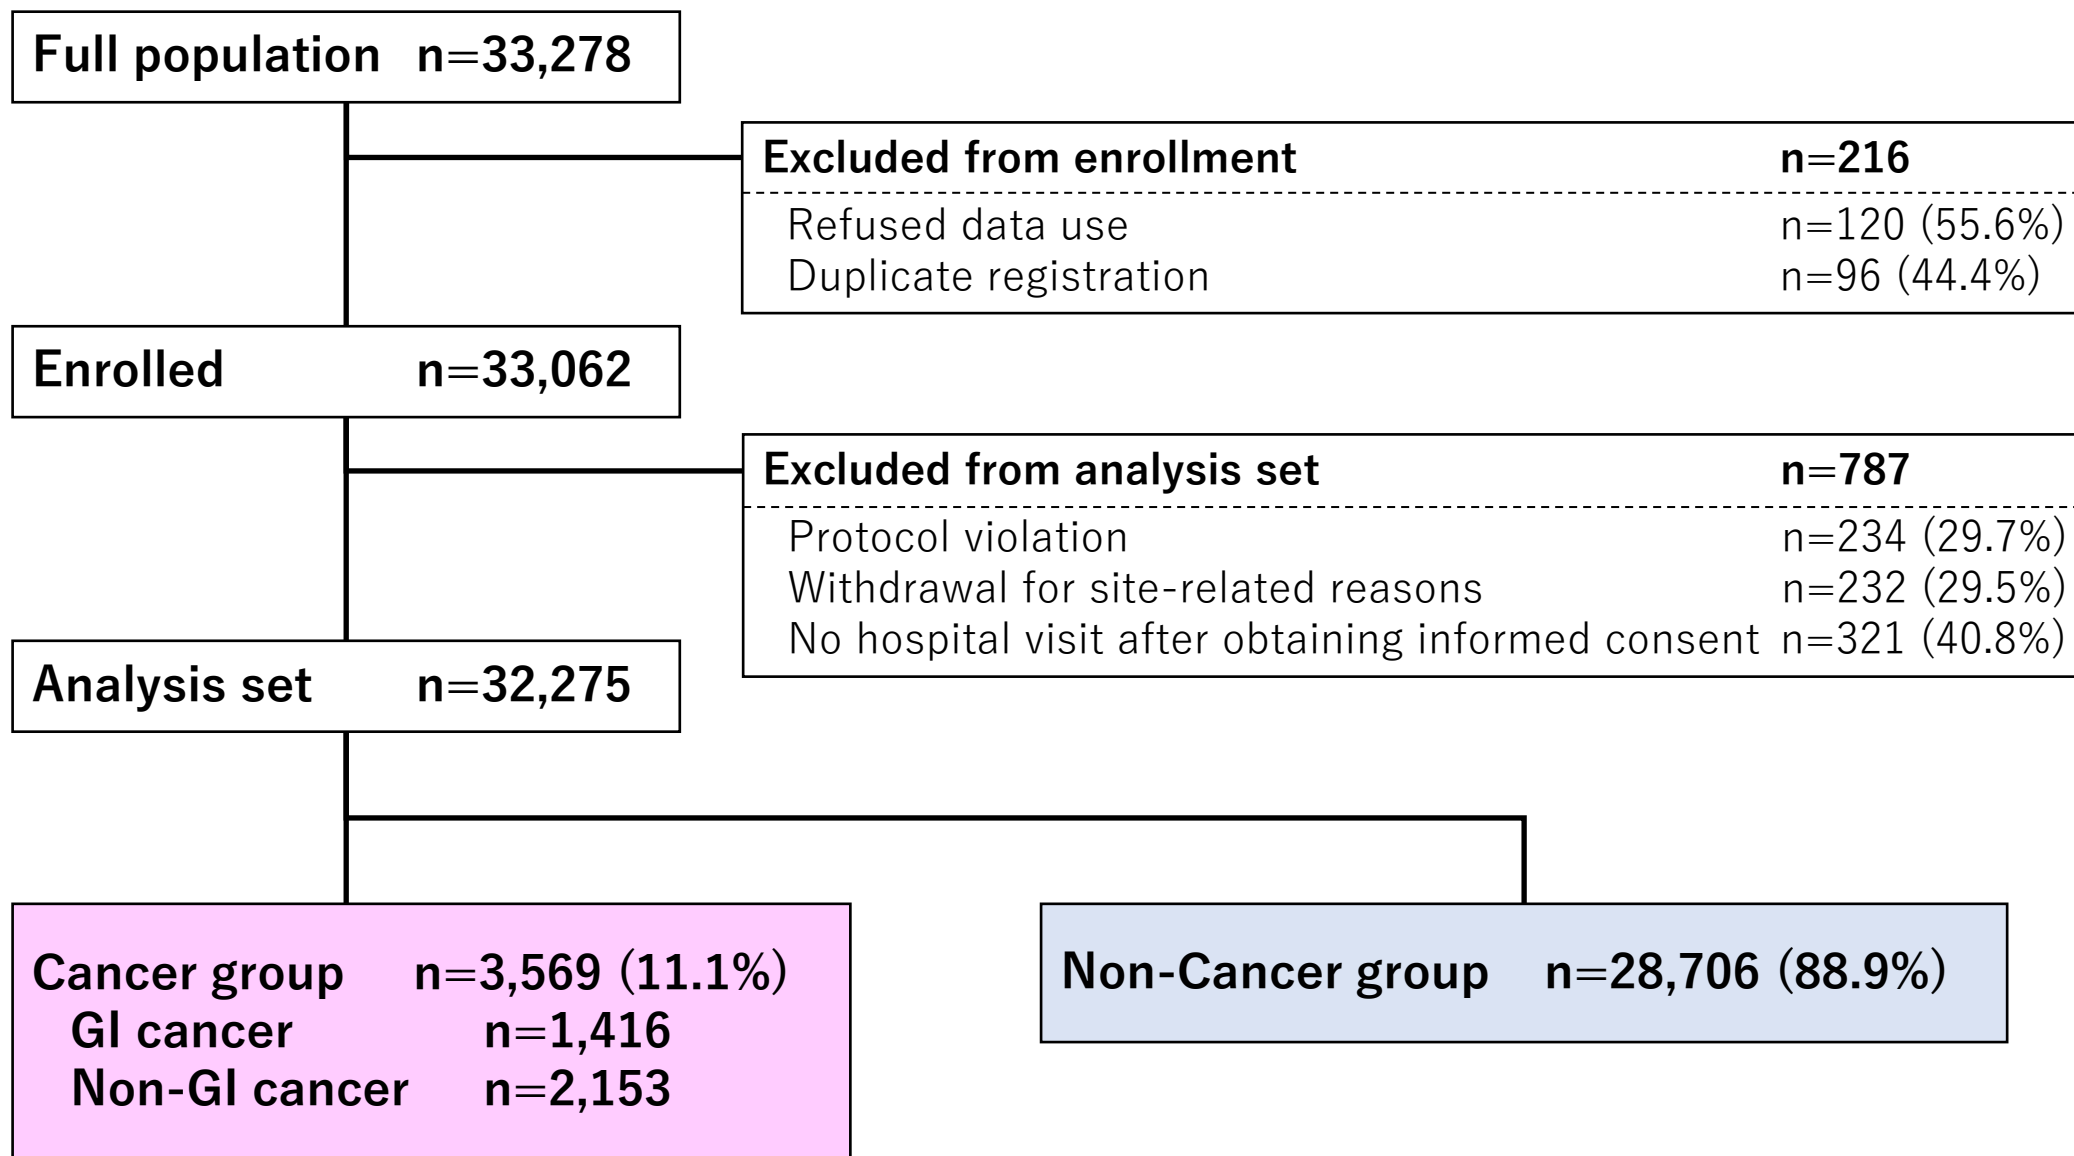 Full population n=33,278
Excluded from enrollment n=216
Refused data use n=120 (55.6%)
Duplicate registration n=96 (44.4%)
Enrolled n=33,062
Excluded from analysis set n=787
Protocol violation n=234 (29.7%)
Withdrawal for site-related reasons n=232 (29.5%)
No hospital visit after obtaining informed consent n=321 (40.8%)
Analysis set n=32,275
Cancer group n=3,569 (11.1%)
GI cancer n=1,416
Non-GI cancer n=2,153
Non-Cancer group n=28,706 (88.9%)